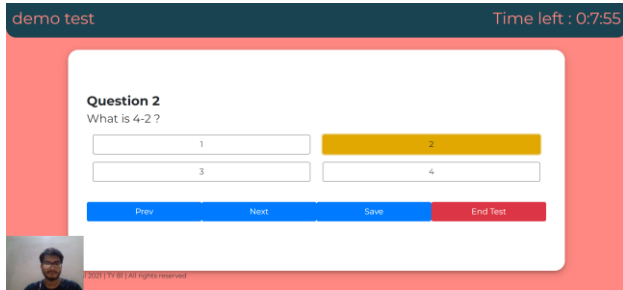 demo test
Time left : 0:7:55
Question 2
What is 4-2 ?
1
2
3
4
Prev
Next
Save
End Test
2021 | TY B1 | All rights reserved